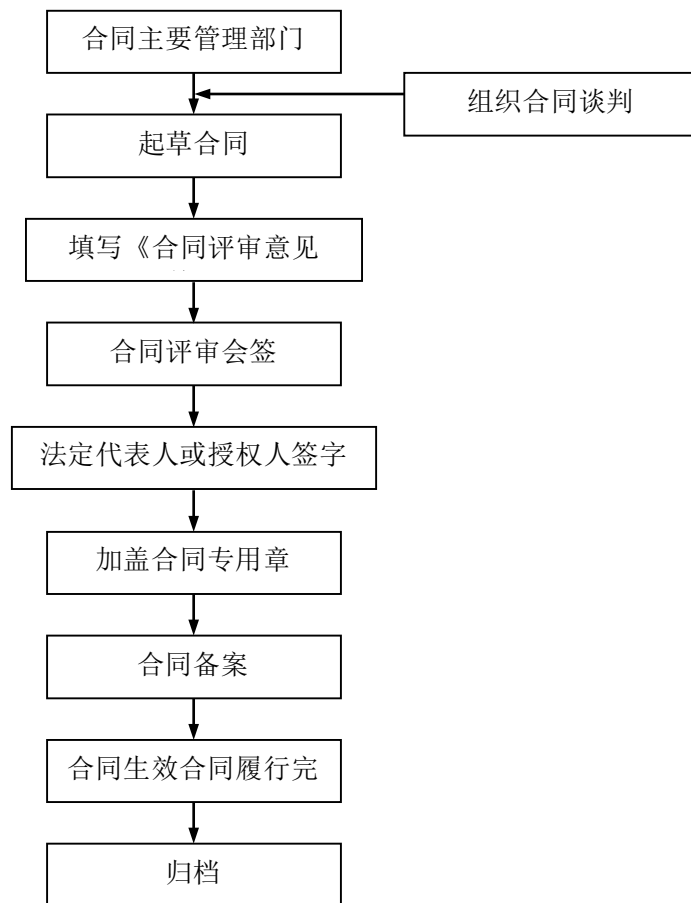 合同主要管理部门
组织合同谈判
起草合同
填写《合同评审意见
合同评审会签
法定代表人或授权人签字
加盖合同专用章
合同备案
合同生效合同履行完
归档